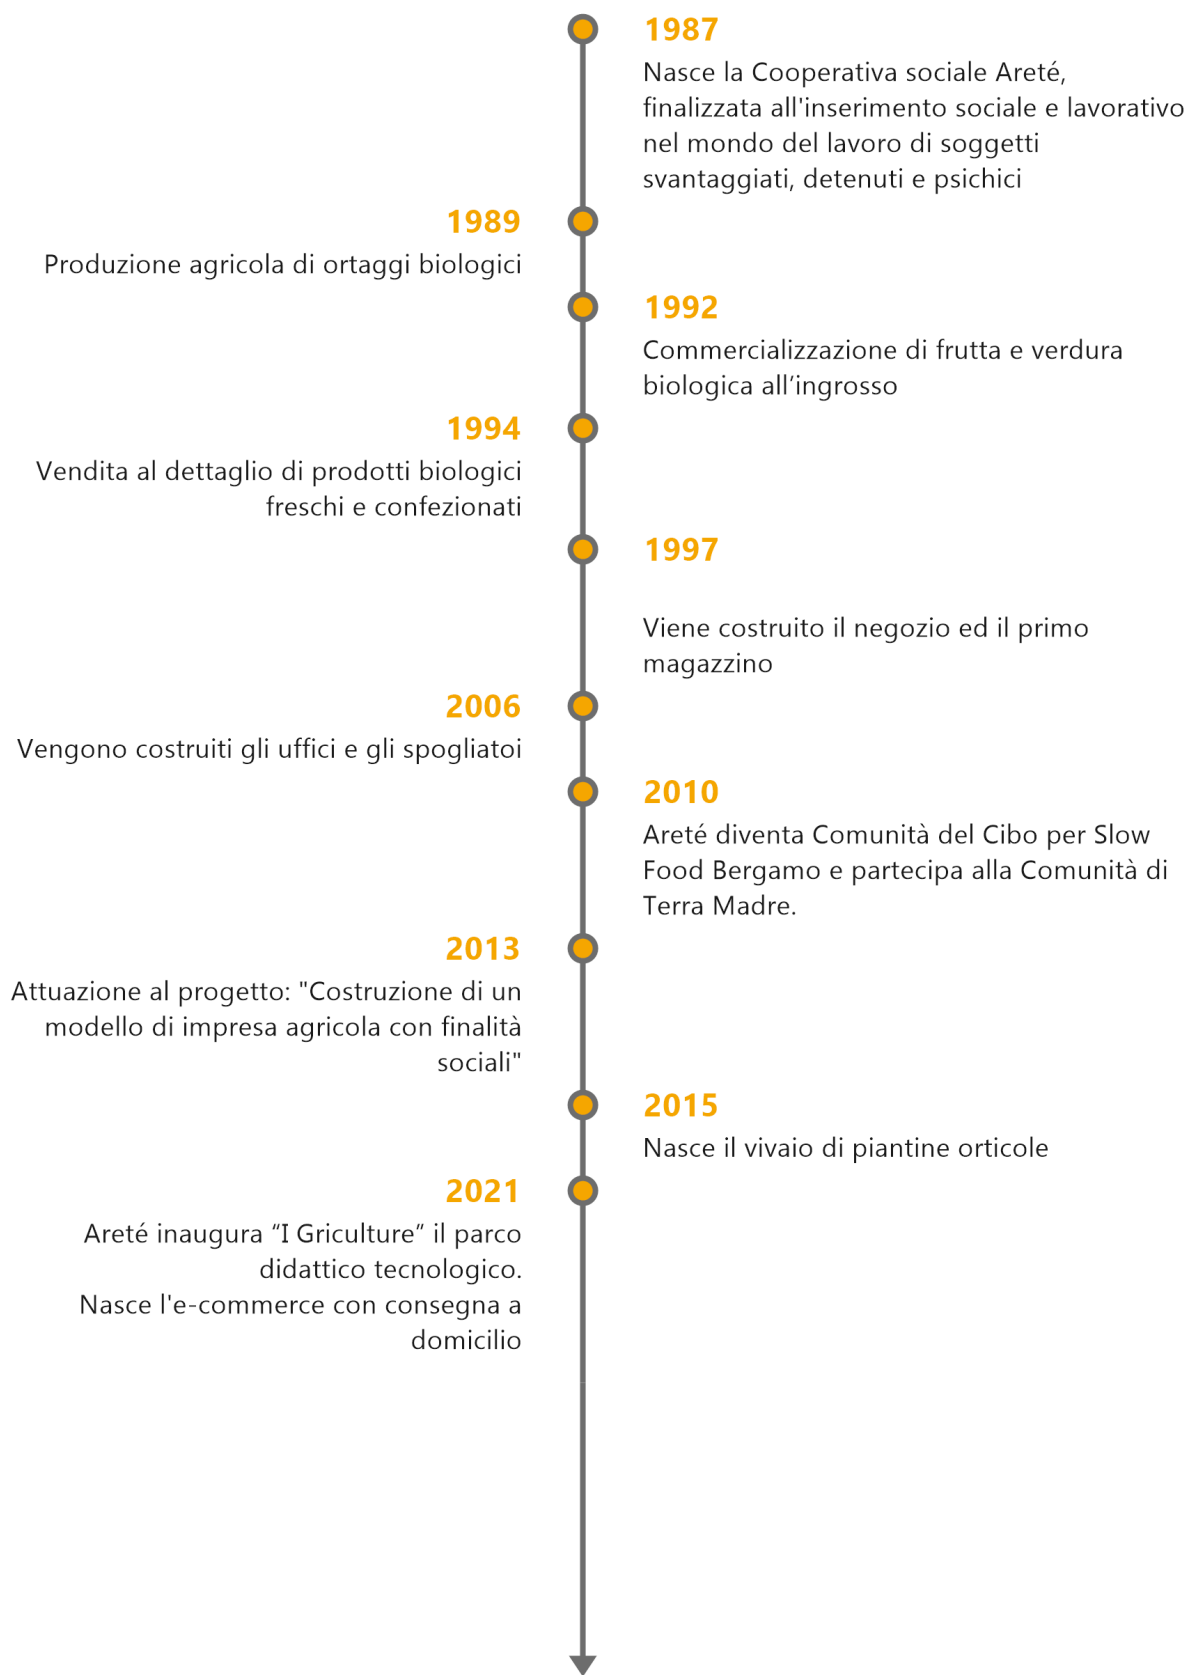 1987
Nasce la Cooperativa sociale Areté,
finalizzata all'inserimento sociale e lavorativo
nel mondo del lavoro di soggetti
svantaggiati, detenuti e psichici
1989
Produzione agricola di ortaggi biologici
1992
Commercializzazione di frutta e verdura
biologica all’ingrosso
1994
Vendita al dettaglio di prodotti biologici
freschi e confezionati
1997
Viene costruito il negozio ed il primo
magazzino
2006
Vengono costruiti gli uffici e gli spogliatoi
2010
Areté diventa Comunità del Cibo per Slow
Food Bergamo e partecipa alla Comunità di
Terra Madre.
2013
Attuazione al progetto: "Costruzione di un
modello di impresa agricola con finalità
sociali"
2015
Nasce il vivaio di piantine orticole
2021
Areté inaugura “I Griculture” il parco
didattico tecnologico.
Nasce l'e-commerce con consegna a
domicilio